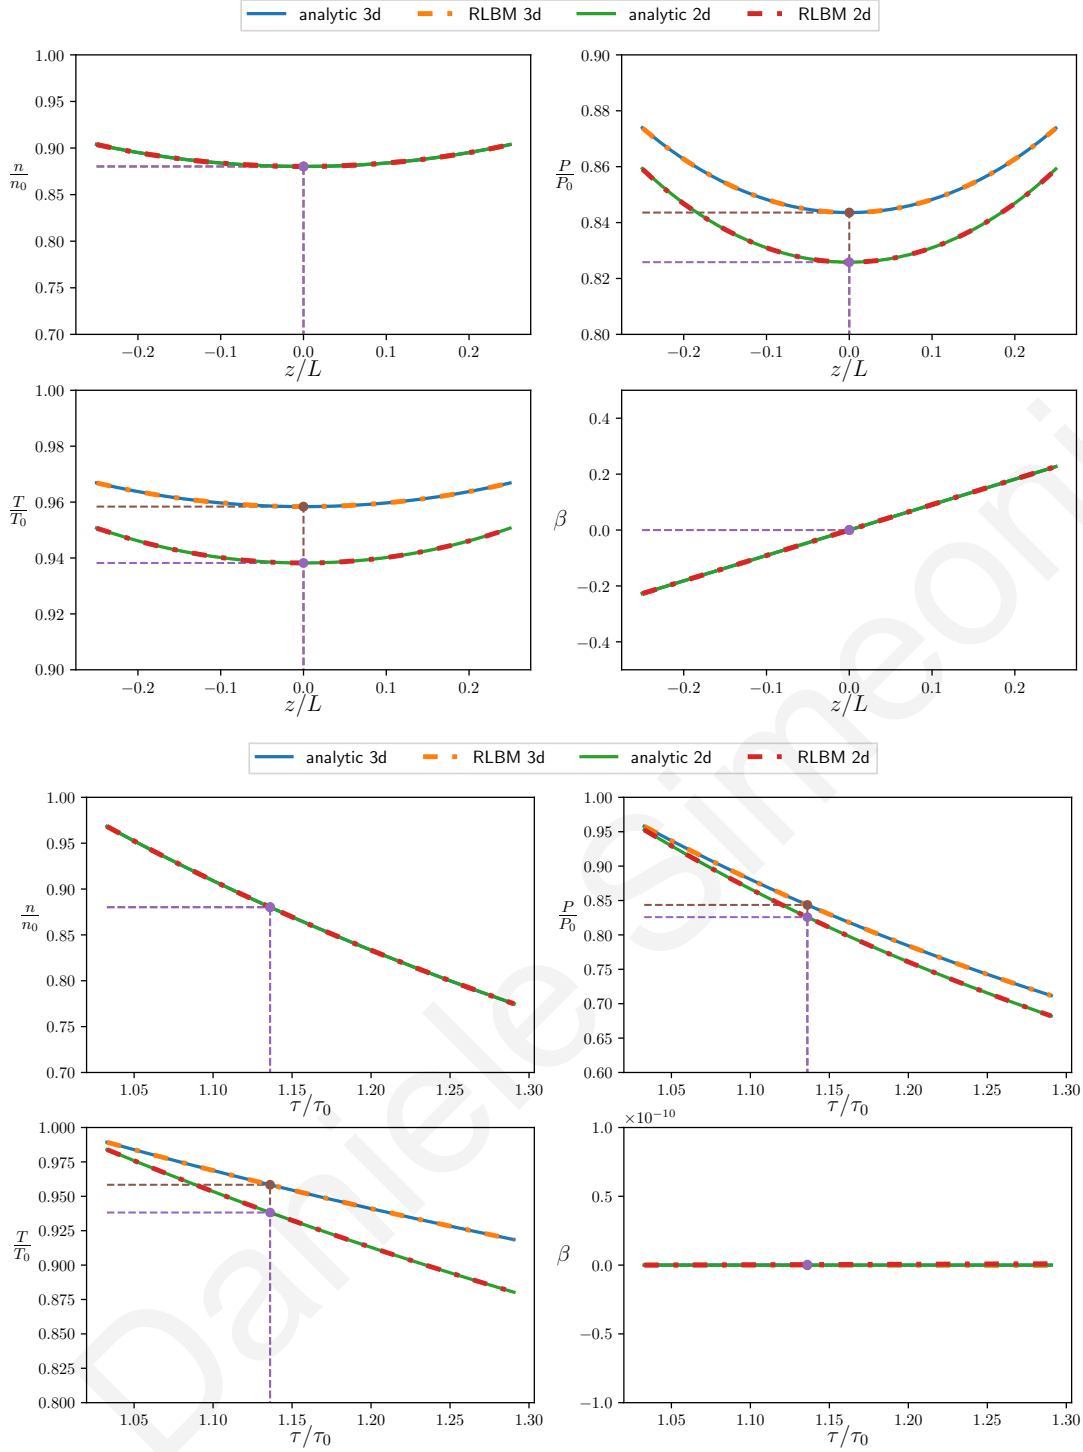 analytic 3d RLBM 3d analytic 2d RLBM 2d
1.00 0.95 0.90 0.85 0.80 0.75 0.70
n/n₀
−0.2 −0.1 0.0 0.1 0.2
z/L
0.90 0.88 0.86 0.84 0.82 0.80
P/P₀
−0.2 −0.1 0.0 0.1 0.2
z/L
1.00 0.98 0.96 0.94 0.92 0.90
T/T₀
−0.2 −0.1 0.0 0.1 0.2
z/L
0.4 0.2 0.0 −0.2 −0.4
β
−0.2 −0.1 0.0 0.1 0.2
z/L
analytic 3d RLBM 3d analytic 2d RLBM 2d
1.00 0.95 0.90 0.85 0.80 0.75 0.70
n/n₀
1.05 1.10 1.15 1.20 1.25 1.30
τ/τ₀
1.00 0.95 0.90 0.85 0.80 0.75 0.70 0.65 0.60
P/P₀
1.05 1.10 1.15 1.20 1.25 1.30
τ/τ₀
1.000 0.975 0.950 0.925 0.900 0.875 0.850 0.825 0.800
T/T₀
1.05 1.10 1.15 1.20 1.25 1.30
τ/τ₀
×10⁻¹⁰
1.0 0.5 0.0 −0.5 −1.0
β
1.05 1.10 1.15 1.20 1.25 1.30
τ/τ₀
Daniele Simeoni